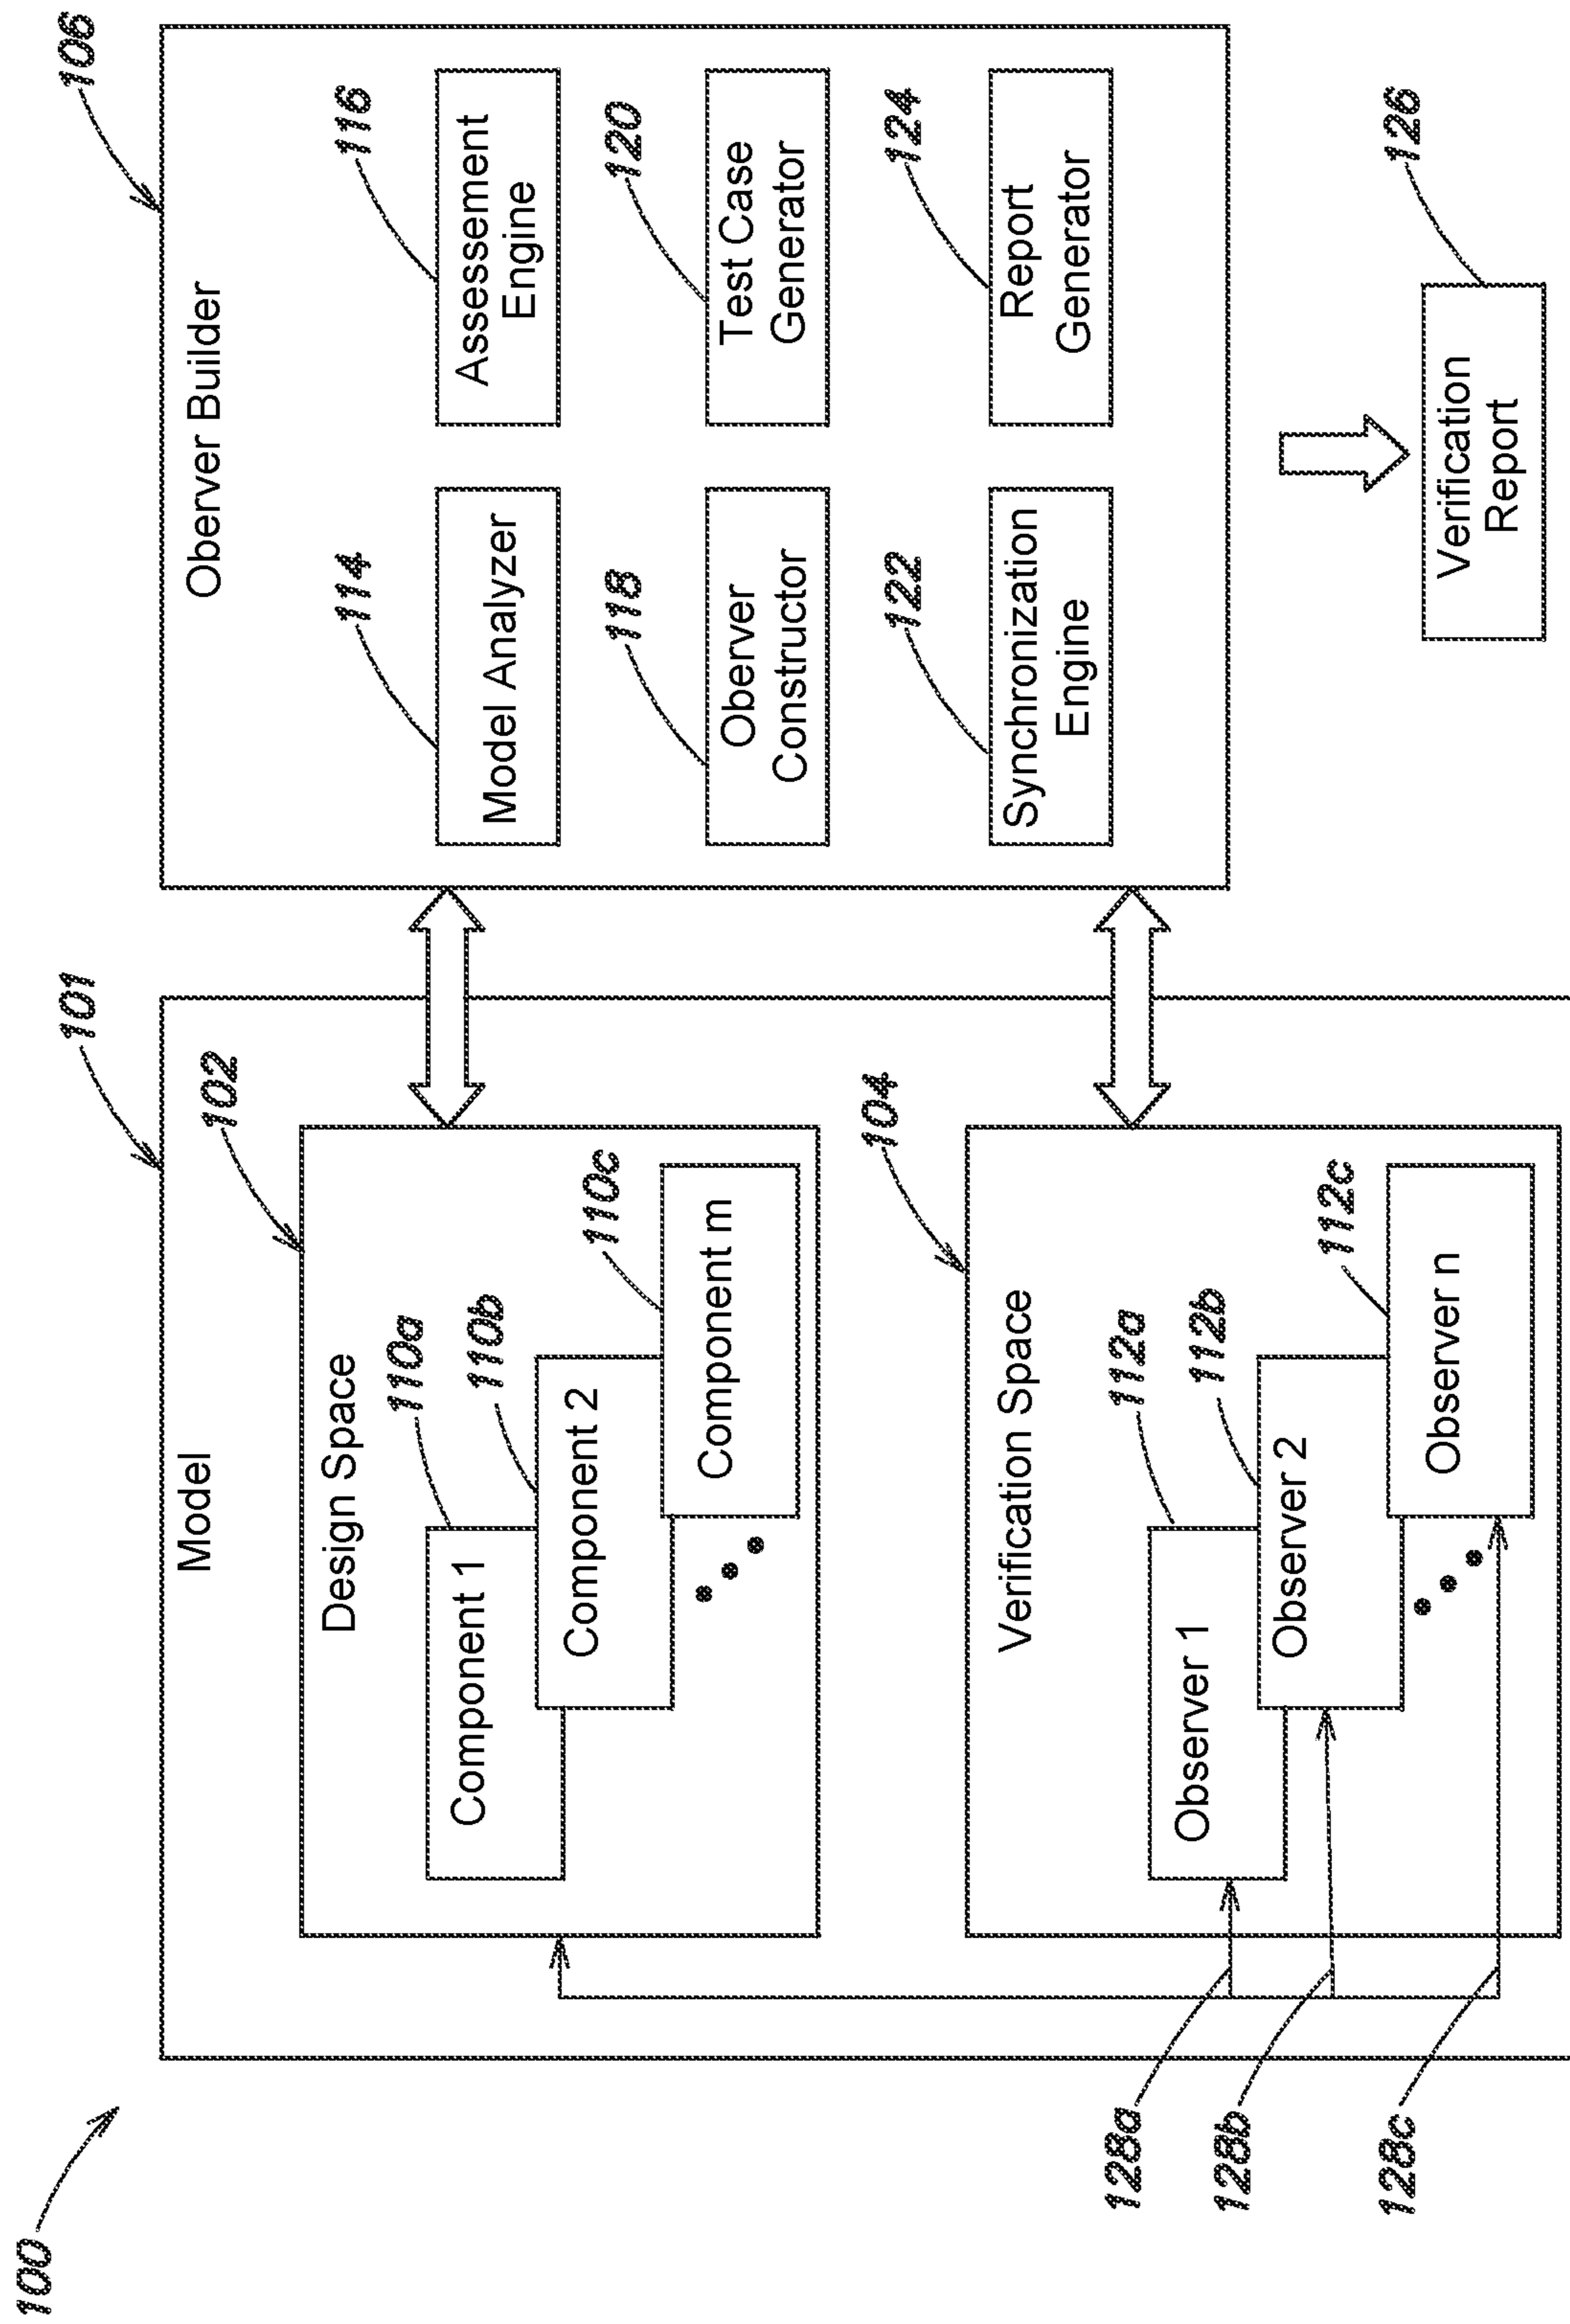 100
101
Model
102
Design Space
110a
Component 1
110b
Component 2
110c
Component m
104
Verification Space
112a
Observer 1
112b
Observer 2
112c
Observer n
128a
128b
128c
106
Oberver Builder
114
Model Analyzer
116
Assessement
Engine
118
Oberver
Constructor
120
Test Case
Generator
122
Synchronization
Engine
124
Report
Generator
126
Verification
Report